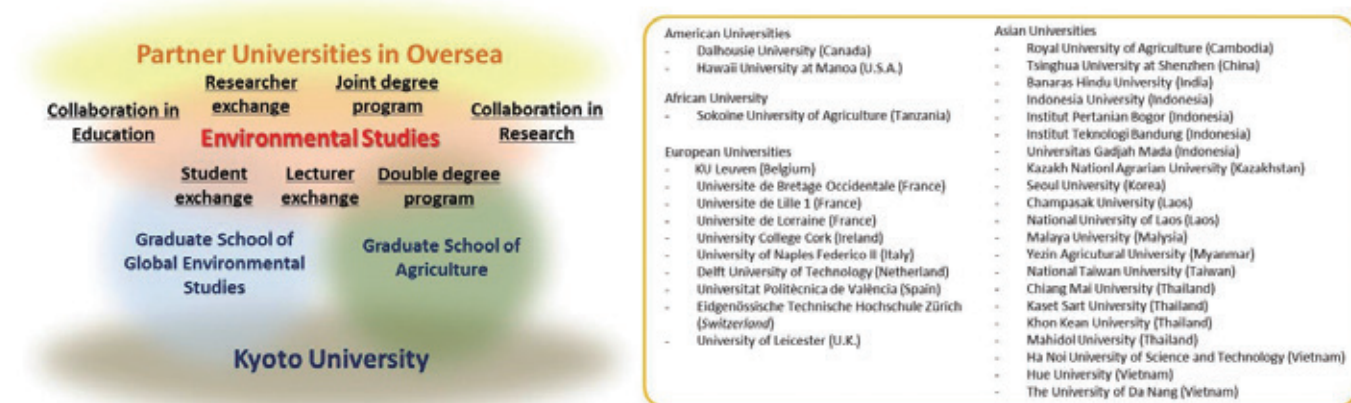 Partner Universities in Oversea
Researcher
exchange
Joint degree
program
Collaboration in
Education
Collaboration in
Research
Environmental Studies
Student
exchange
Lecturer
exchange
Double degree
program
Graduate School of
Global Environmental
Studies
Graduate School of
Agriculture
Kyoto University
American Universities
- Dalhousie University (Canada)
- Hawaii University at Manoa (U.S.A.)
African University
- Sokoine University of Agriculture (Tanzania)
European Universities
- KU Leuven (Belgium)
- Universite de Bretage Occidentale (France)
- Universite de Lille 1 (France)
- Universite de Lorraine (France)
- University College Cork (Ireland)
- University of Naples Federico II (Italy)
- Delft University of Technology (Netherland)
- Universitat Politècnica de València (Spain)
- Eidgenössische Technische Hochschule Zürich
(Switzerland)
- University of Leicester (U.K.)
Asian Universities
- Royal University of Agriculture (Cambodia)
- Tsinghua University at Shenzhen (China)
- Banaras Hindu University (India)
- Indonesia University (Indonesia)
- Institut Pertanian Bogor (Indonesia)
- Institut Teknologi Bandung (Indonesia)
- Universitas Gadjah Mada (Indonesia)
- Kazakh Nationl Agrarian University (Kazakhstan)
- Seoul University (Korea)
- Champasak University (Laos)
- National University of Laos (Laos)
- Malaya University (Malysia)
- Yezin Agricutural University (Myanmar)
- National Taiwan University (Taiwan)
- Chiang Mai University (Thailand)
- Kaset Sart University (Thailand)
- Khon Kean University (Thailand)
- Mahidol University (Thailand)
- Ha Noi University of Science and Technology (Vietnam)
- Hue University (Vietnam)
- The University of Da Nang (Vietnam)